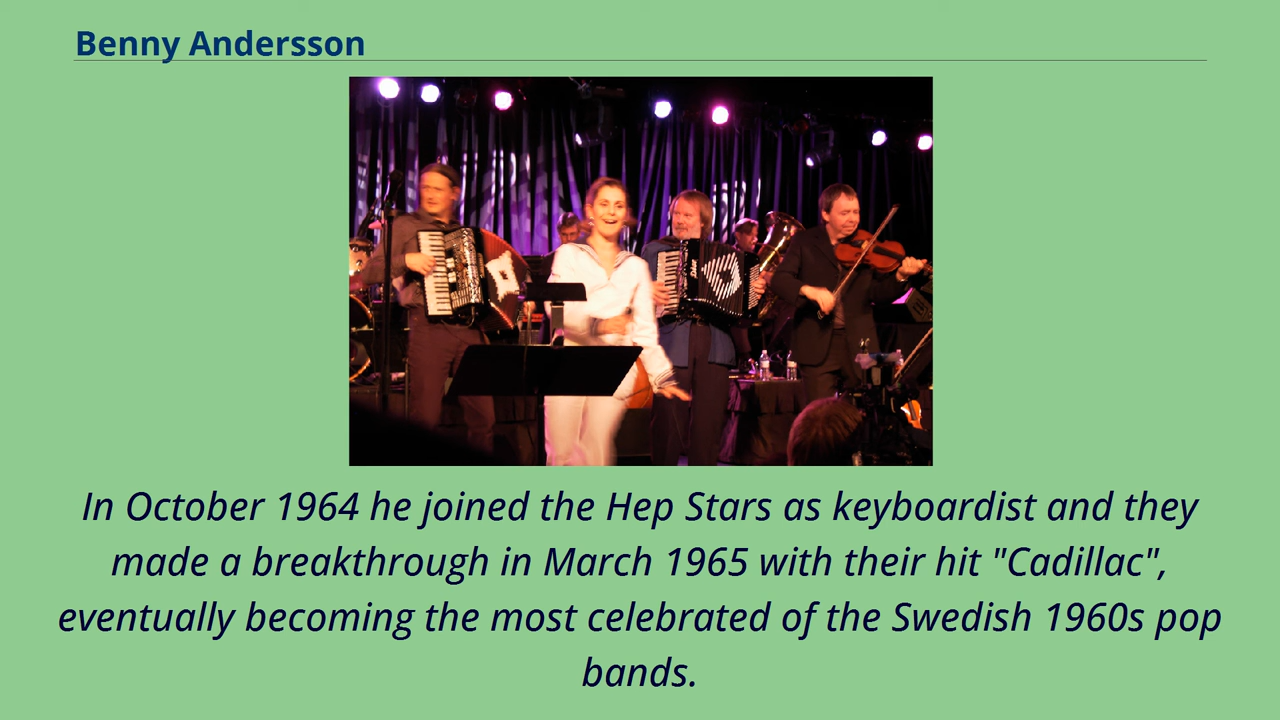 Benny Andersson
In October 1964 he joined the Hep Stars as keyboardist and they
made a breakthrough in March 1965 with their hit "Cadillac",
eventually becoming the most celebrated of the Swedish 1960s pop
bands.